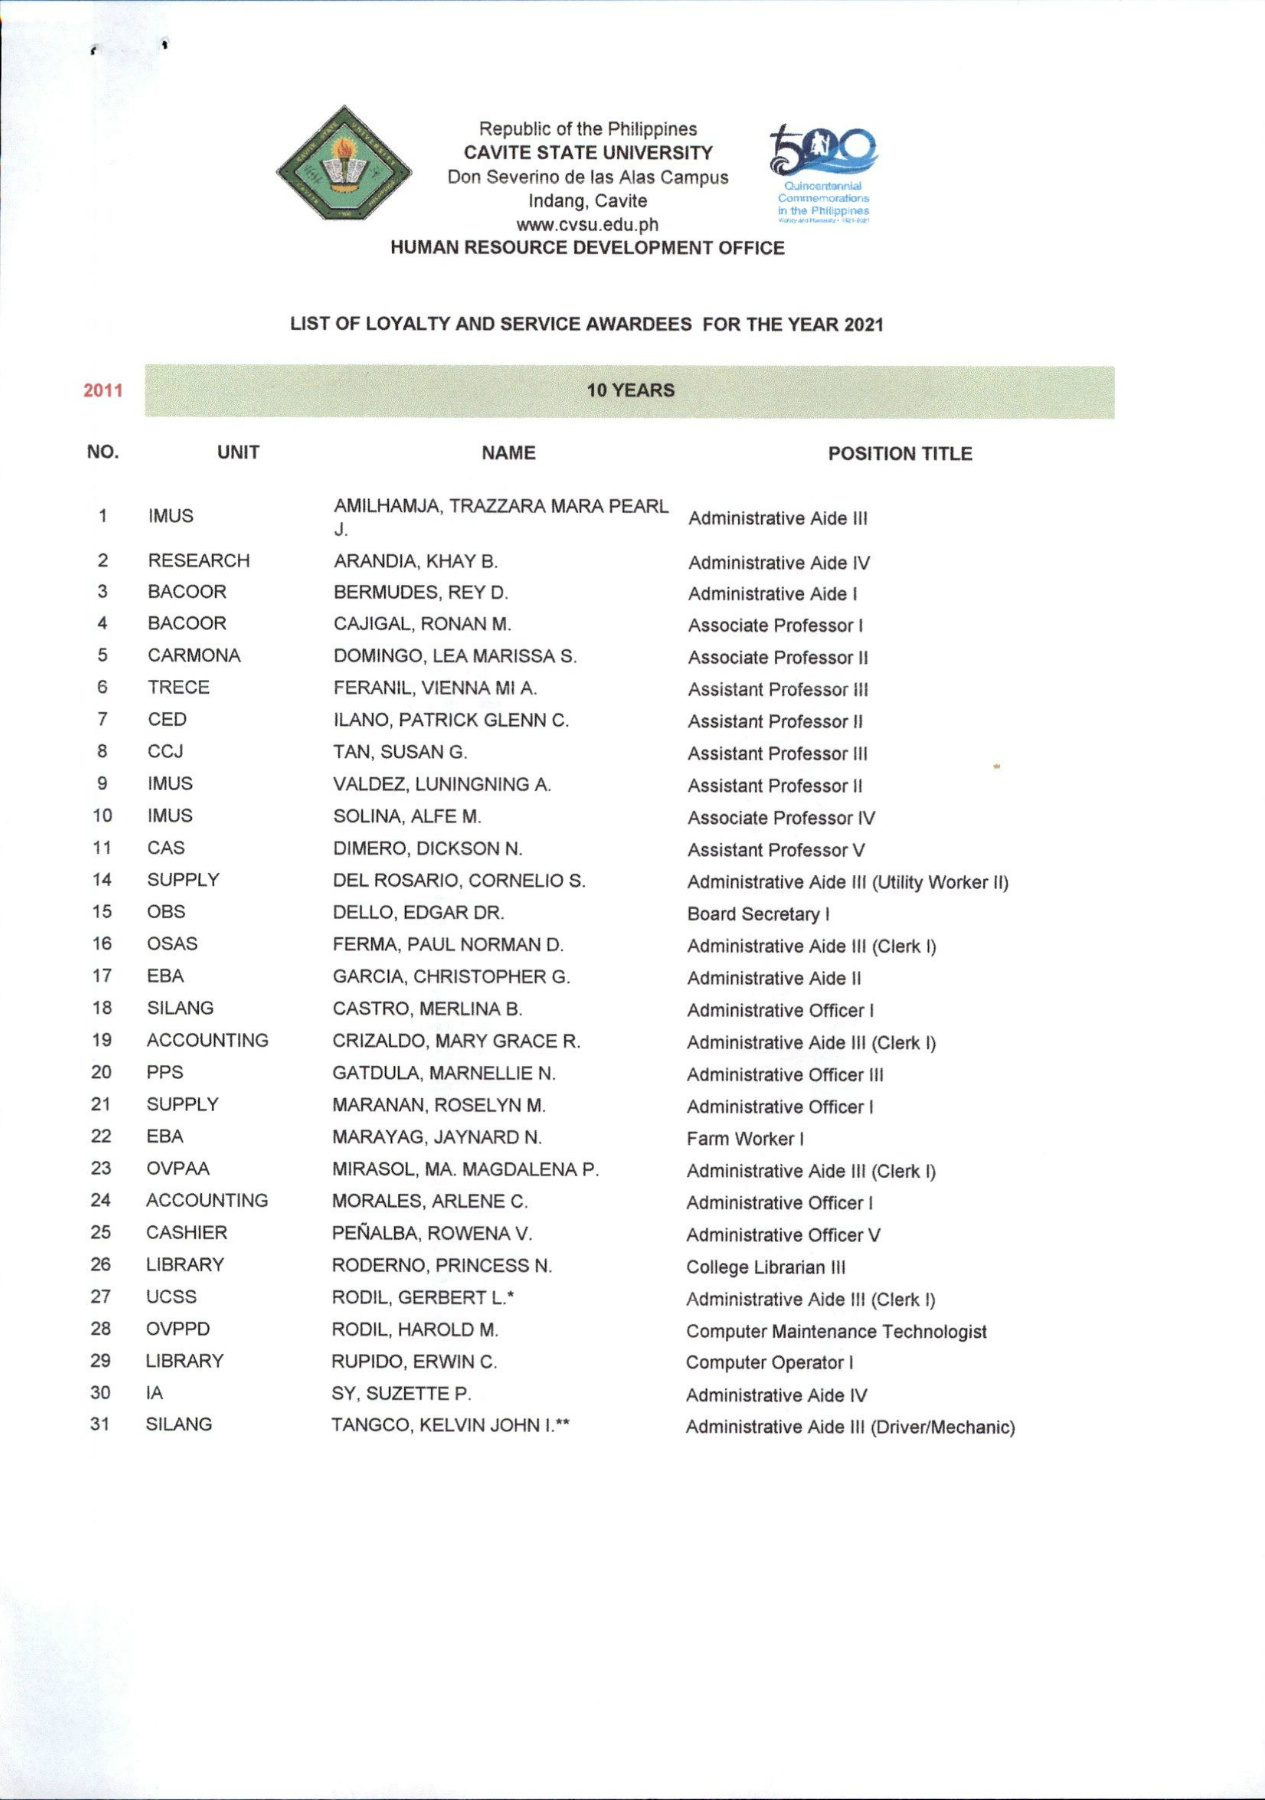 Republic of the Philippines
CAVITE STATE UNIVERSITY
Don Severino de las Alas Campus
Indang, Cavite
www.cvsu.edu.ph
HUMAN RESOURCE DEVELOPMENT OFFICE
500
Quincentennial
Commemorations
in the Philippines
LIST OF LOYALTY AND SERVICE AWARDEES FOR THE YEAR 2021
2011 10 YEARS
NO. UNIT NAME POSITION TITLE
1 IMUS AMILHAMJA, TRAZZARA MARA PEARL J. Administrative Aide III
2 RESEARCH ARANDIA, KHAY B. Administrative Aide IV
3 BACOOR BERMUDES, REY D. Administrative Aide I
4 BACOOR CAJIGAL, RONAN M. Associate Professor I
5 CARMONA DOMINGO, LEA MARISSA S. Associate Professor II
6 TRECE FERANIL, VIENNA MI A. Assistant Professor III
7 CED ILANO, PATRICK GLENN C. Assistant Professor II
8 CCJ TAN, SUSAN G. Assistant Professor III
9 IMUS VALDEZ, LUNINGNING A. Assistant Professor II
10 IMUS SOLINA, ALFE M. Associate Professor IV
11 CAS DIMERO, DICKSON N. Assistant Professor V
14 SUPPLY DEL ROSARIO, CORNELIO S. Administrative Aide III (Utility Worker II)
15 OBS DELLO, EDGAR DR. Board Secretary I
16 OSAS FERMA, PAUL NORMAN D. Administrative Aide III (Clerk I)
17 EBA GARCIA, CHRISTOPHER G. Administrative Aide II
18 SILANG CASTRO, MERLINA B. Administrative Officer I
19 ACCOUNTING CRIZALDO, MARY GRACE R. Administrative Aide III (Clerk I)
20 PPS GATDULA, MARNELLIE N. Administrative Officer III
21 SUPPLY MARANAN, ROSELYN M. Administrative Officer I
22 EBA MARAYAG, JAYNARD N. Farm Worker I
23 OVPAA MIRASOL, MA. MAGDALENA P. Administrative Aide III (Clerk I)
24 ACCOUNTING MORALES, ARLENE C. Administrative Officer I
25 CASHIER PEÑALBA, ROWENA V. Administrative Officer V
26 LIBRARY RODERNO, PRINCESS N. College Librarian III
27 UCSS RODIL, GERBERT L.* Administrative Aide III (Clerk I)
28 OVPPD RODIL, HAROLD M. Computer Maintenance Technologist
29 LIBRARY RUPIDO, ERWIN C. Computer Operator I
30 IA SY, SUZETTE P. Administrative Aide IV
31 SILANG TANGCO, KELVIN JOHN I.** Administrative Aide III (Driver/Mechanic)